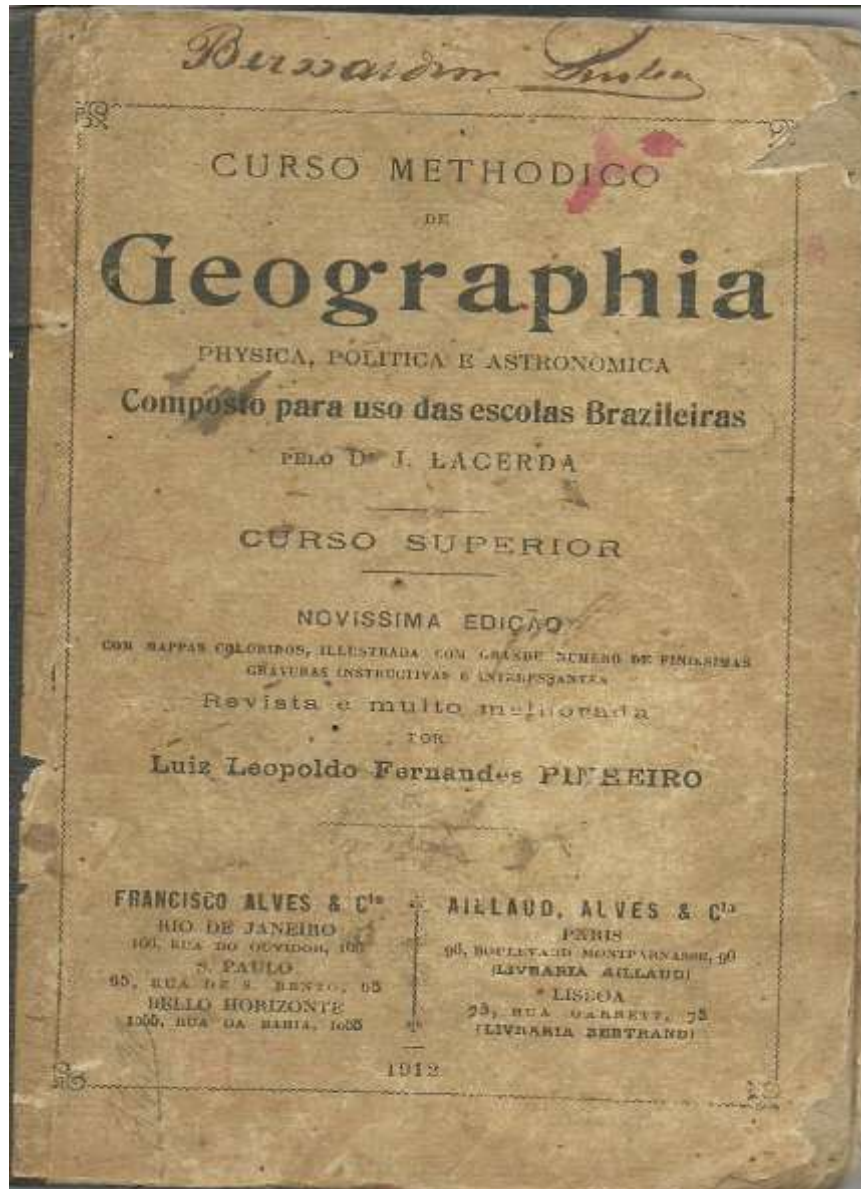 CURSO METHODICO
DE
Geographia
PHYSICA, POLITICA E ASTRONOMICA
Composto para uso das escolas Brazileiras
PELO Dr J. LACERDA
CURSO SUPERIOR
NOVISSIMA EDIÇÃO
COM MAPPAS COLORIDOS, ILLUSTRADA COM GRANDE NUMERO DE FINISSIMAS
GRAVURAS INSTRUCTIVAS E INTERESSANTES
Revista e muito melhorada
POR
Luiz Leopoldo Fernandes PINHEIRO
FRANCISCO ALVES & Cia
RIO DE JANEIRO
166, RUA DO OUVIDOR, 166
S. PAULO
65, RUA DE S. BENTO, 65
BELLO HORIZONTE
1055, RUA DA BAHIA, 1055
AILLAUD, ALVES & Cia
PARIS
96, BOULEVARD MONTPARNASSE, 96
(LIVRARIA AILLAUD)
LISBOA
73, RUA GARRETT, 75
(LIVRARIA BERTRAND)
1912